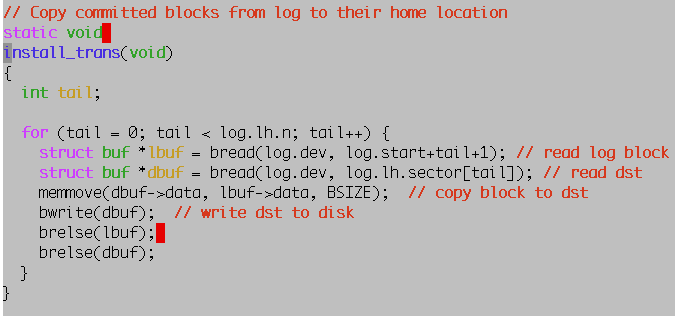 // Copy committed blocks from log to their home location
static void
install_trans(void)
{
  int tail;

  for (tail = 0; tail < log.lh.n; tail++) {
    struct buf *lbuf = bread(log.dev, log.start+tail+1); // read log block
    struct buf *dbuf = bread(log.dev, log.lh.sector[tail]); // read dst
    memmove(dbuf->data, lbuf->data, BSIZE);  // copy block to dst
    bwrite(dbuf);  // write dst to disk
    brelse(lbuf);
    brelse(dbuf);
  }
}